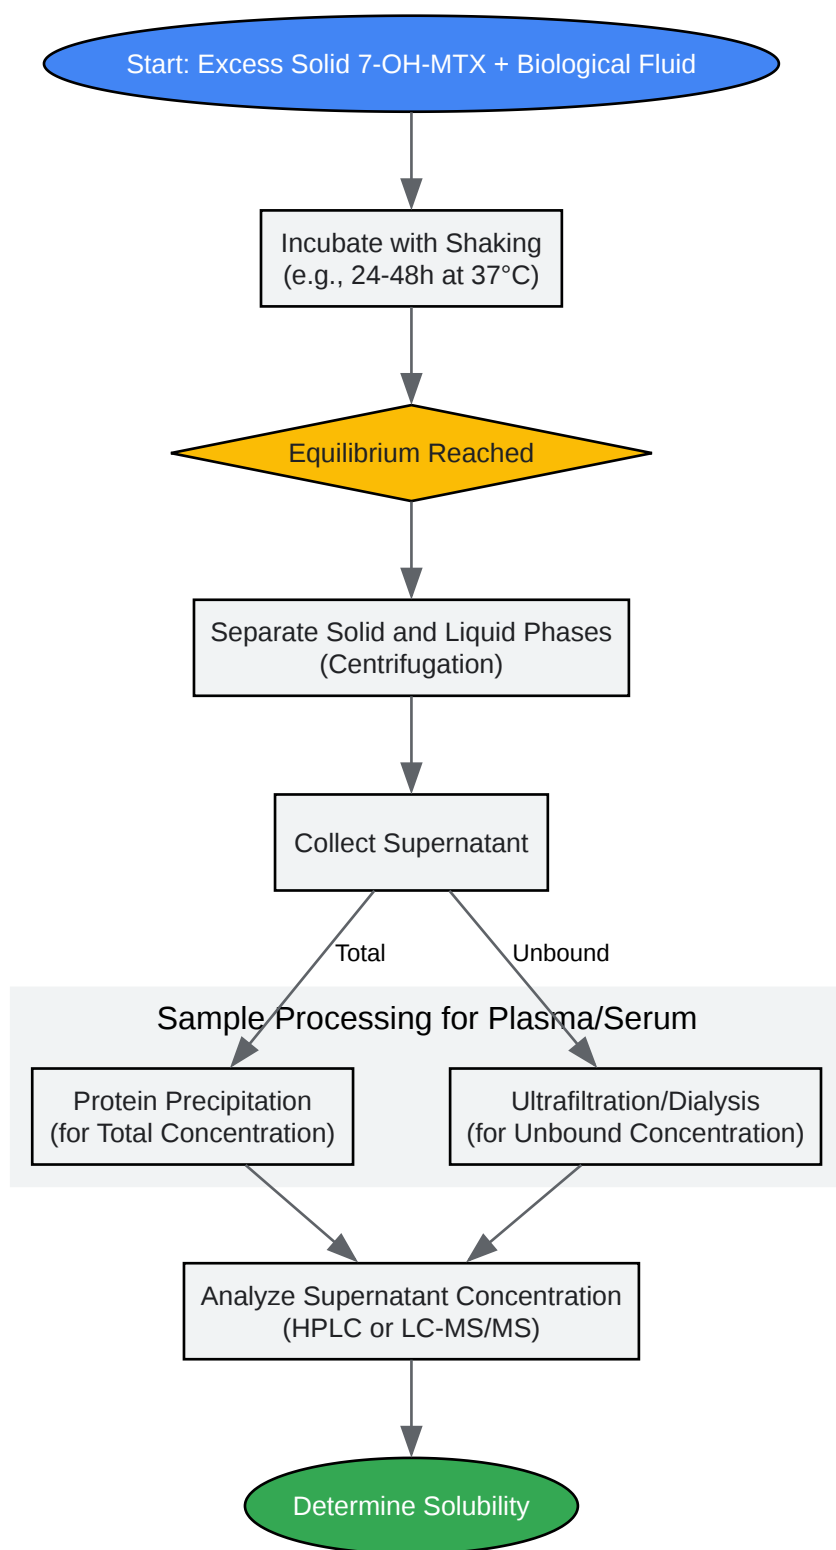 Start: Excess Solid 7-OH-MTX + Biological Fluid
Incubate with Shaking
(e.g., 24-48h at 37°C)
Equilibrium Reached
Separate Solid and Liquid Phases
(Centrifugation)
Collect Supernatant
Total
Unbound
Sample Processing for Plasma/Serum
Protein Precipitation
(for Total Concentration)
Ultrafiltration/Dialysis
(for Unbound Concentration)
Analyze Supernatant Concentration
(HPLC or LC-MS/MS)
Determine Solubility